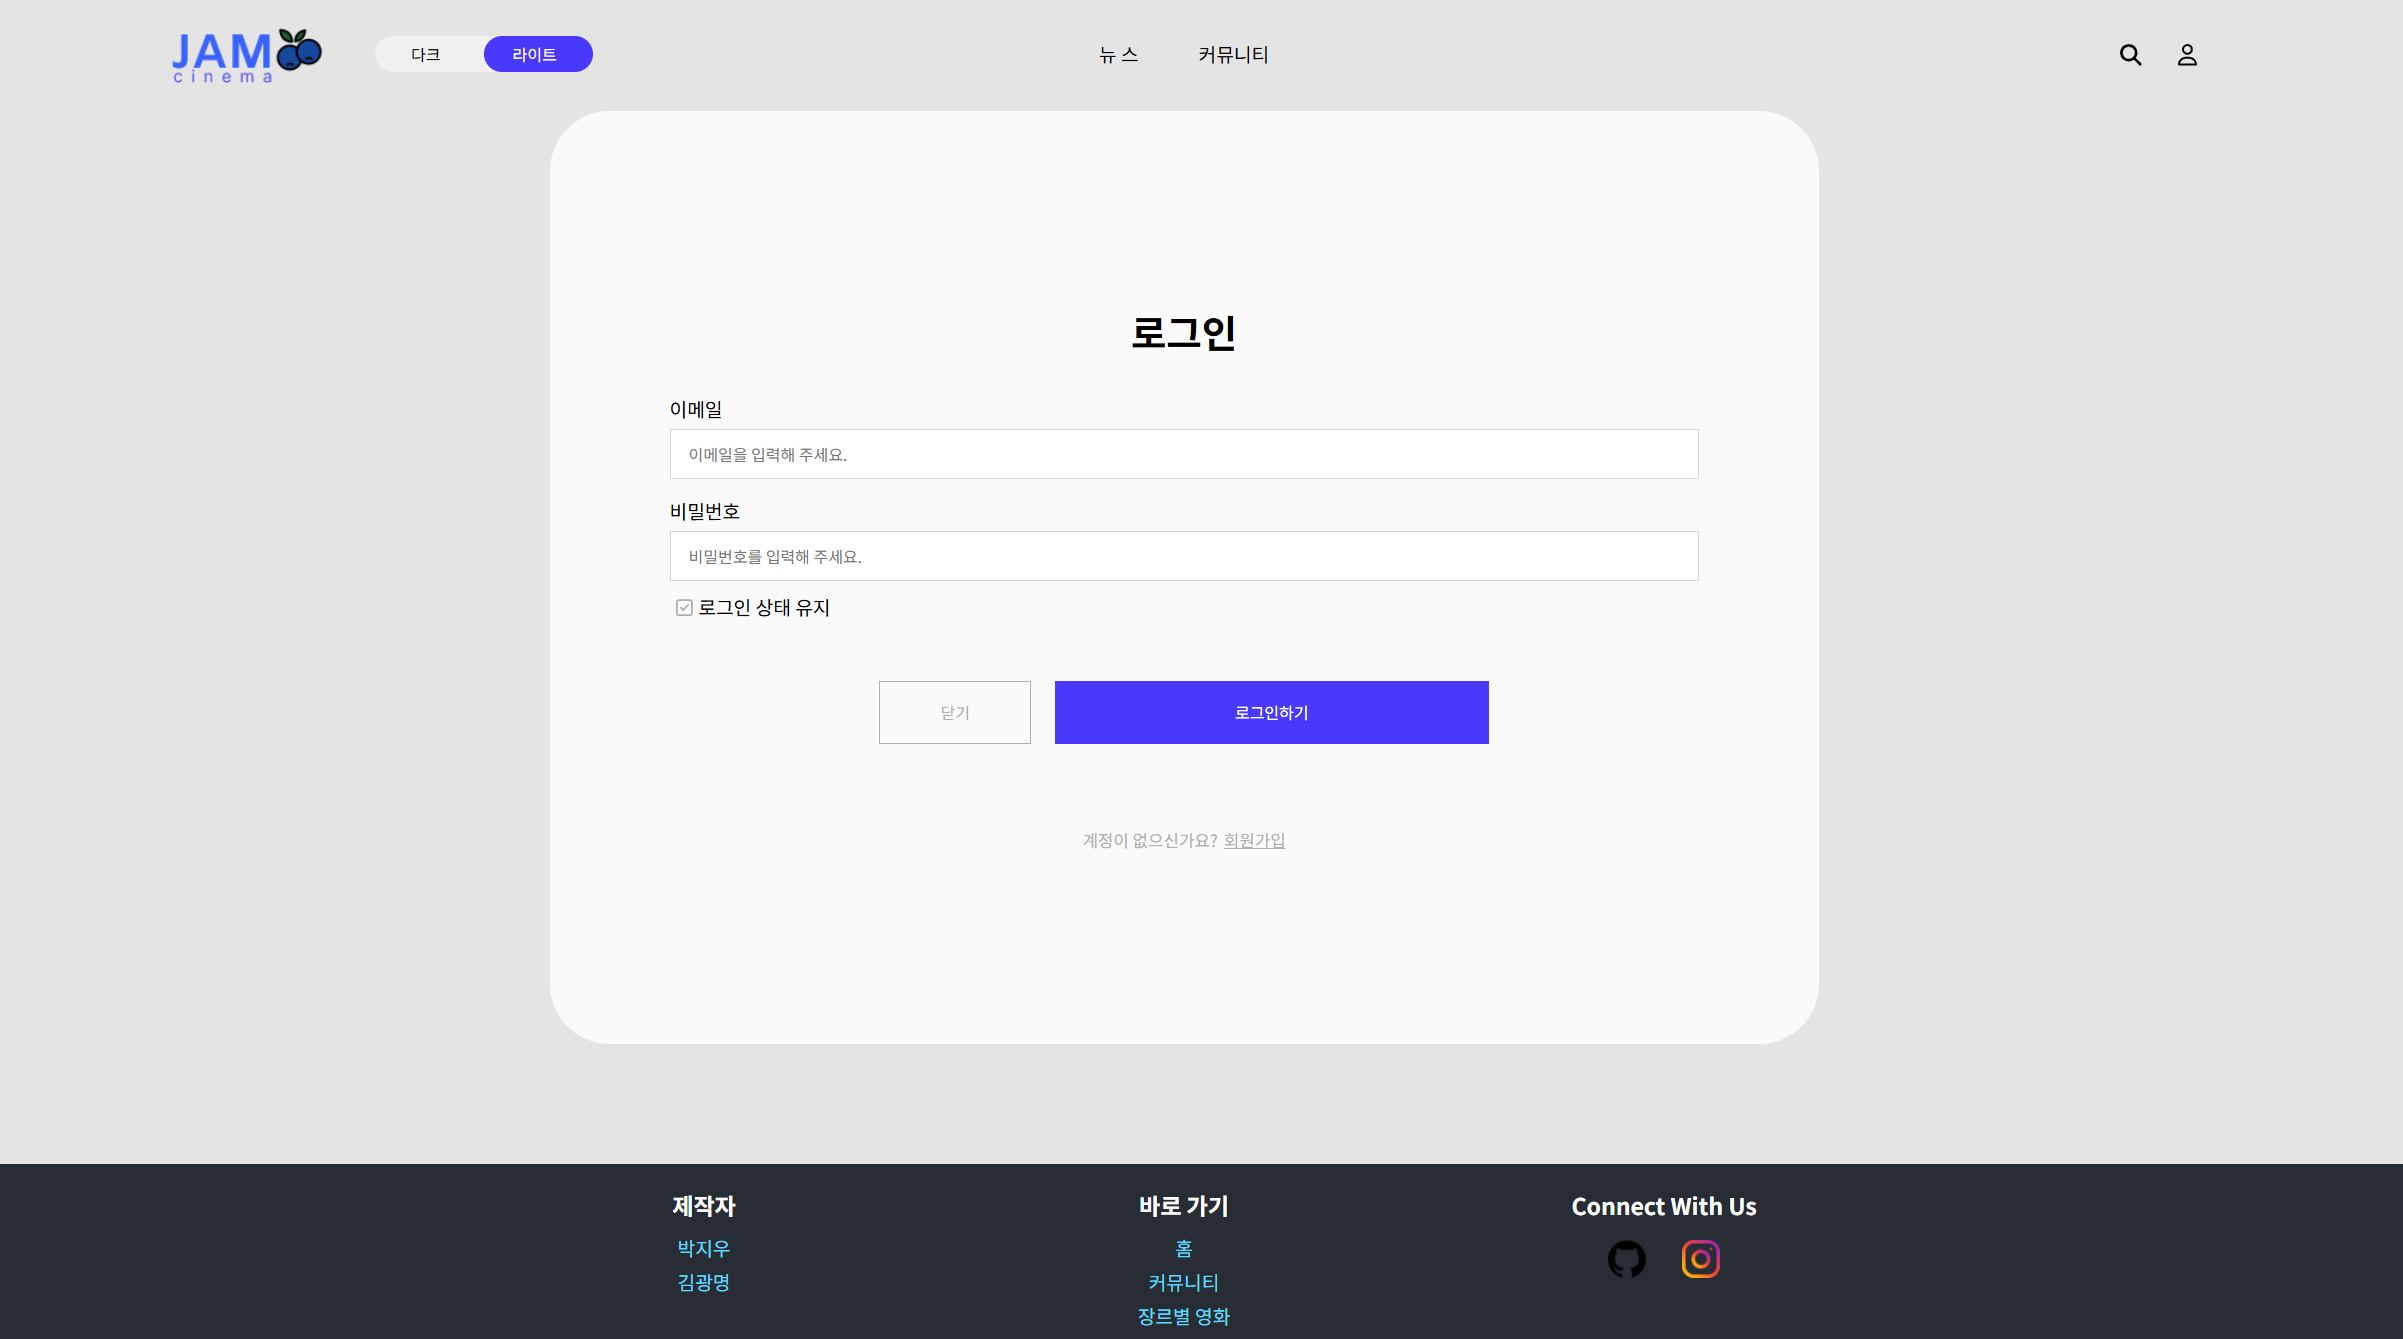 JAM
cinema
다크
라이트
뉴 스
커뮤니티
로그인
이메일
이메일을 입력해 주세요.
비밀번호
비밀번호를 입력해 주세요.
로그인 상태 유지
닫기
로그인하기
계정이 없으신가요? 회원가입
제작자
박지우
김광명
바로 가기
홈
커뮤니티
장르별 영화
Connect With Us